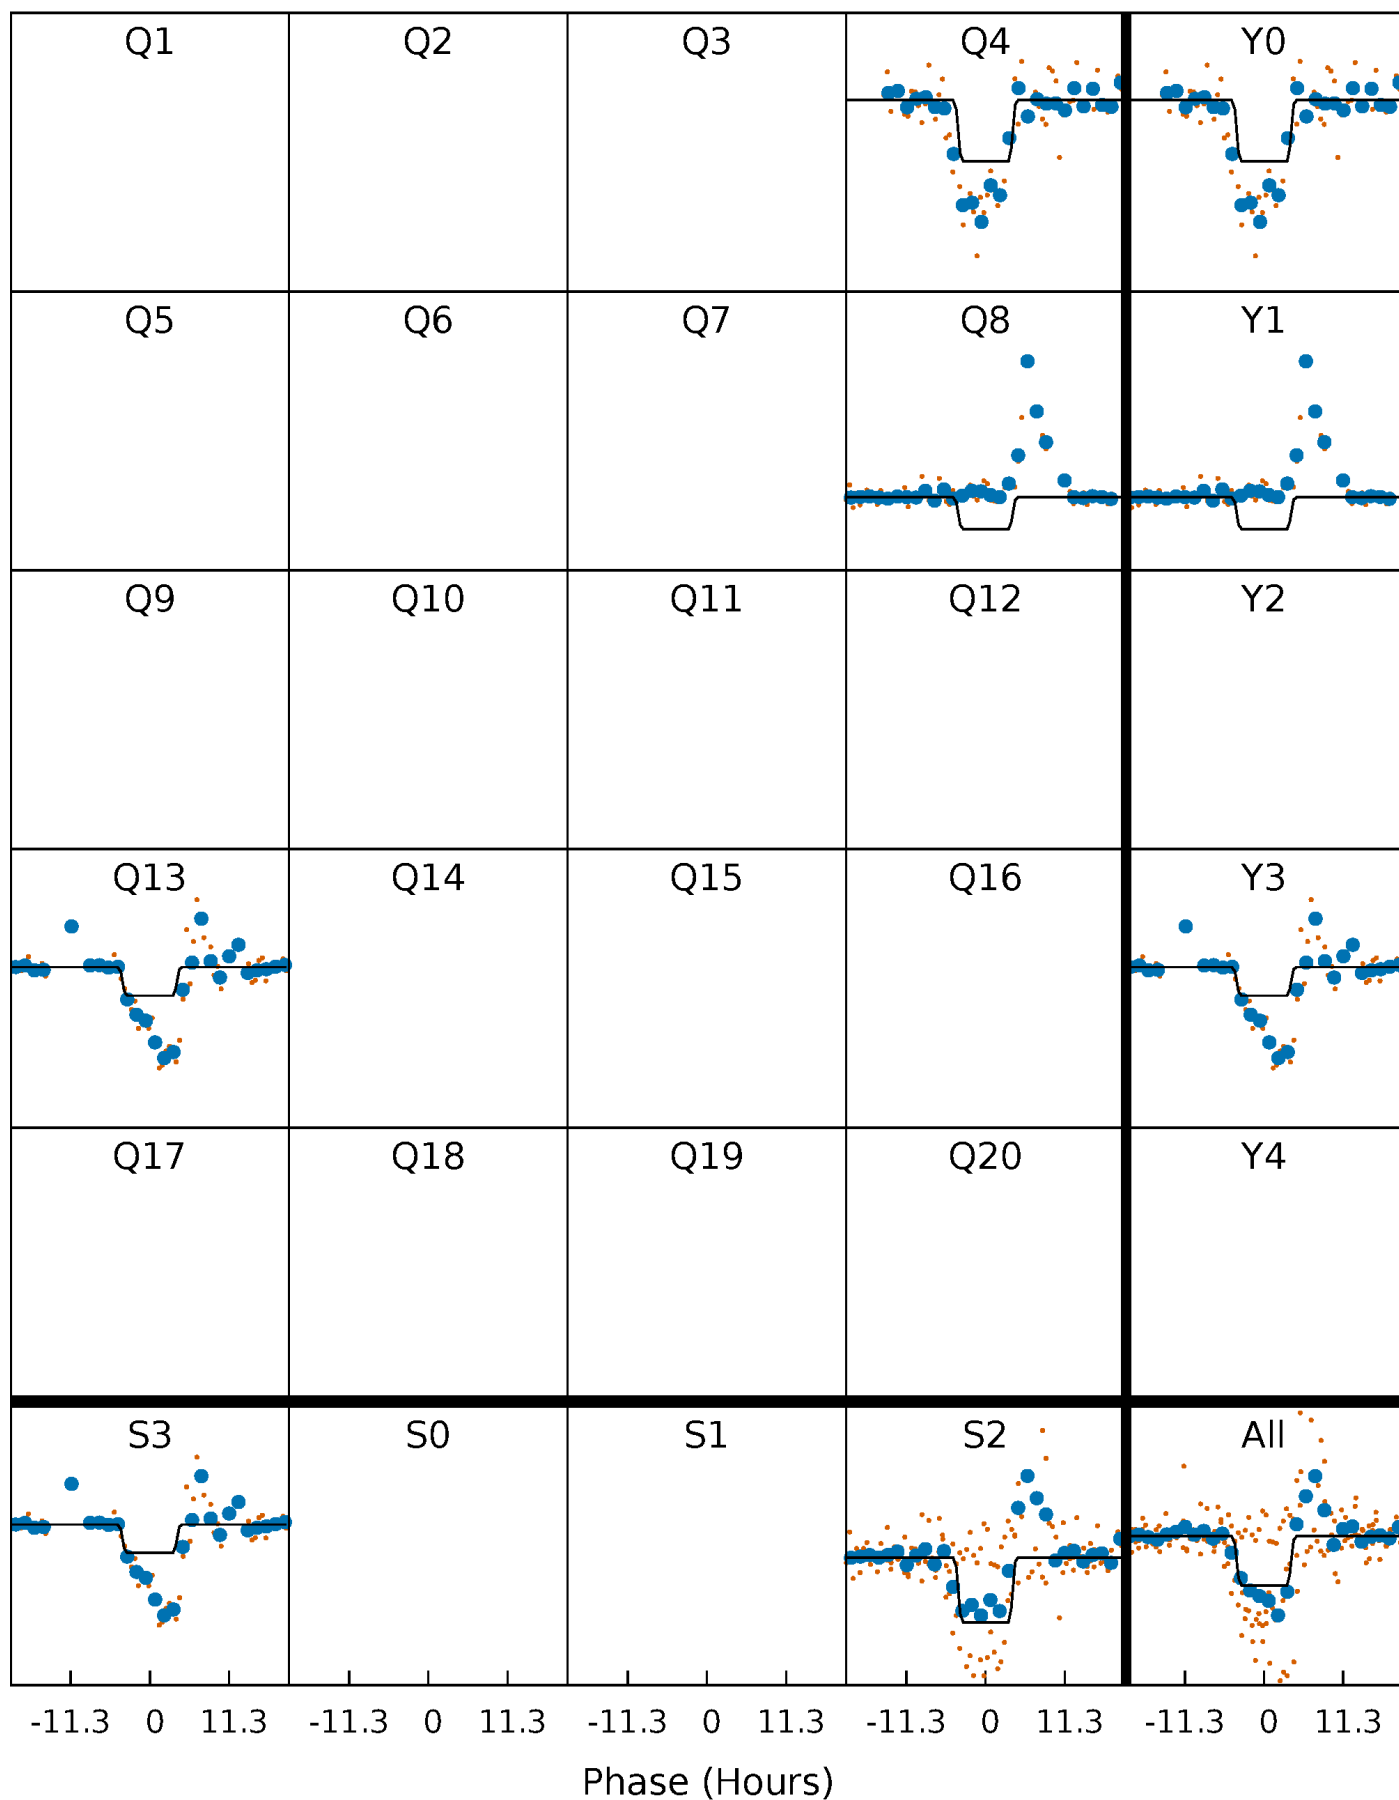 Q1 Q2 Q3 Q4 Y0
Q5 Q6 Q7 Q8 Y1
Q9 Q10 Q11 Q12 Y2
Q13 Q14 Q15 Q16 Y3
Q17 Q18 Q19 Q20 Y4
S3 S0 S1 S2 All
-11.3 0 11.3 -11.3 0 11.3 -11.3 0 11.3 -11.3 0 11.3 -11.3 0 11.3
Phase (Hours)